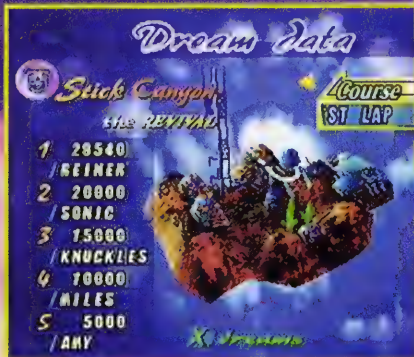 Dream data
Stick Canyon
the REVIVAL
Course
ST LAP
1 28540
/REINER
2 20000
/SONIC
3 15000
/KNUCKLES
4 10000
/MILES
5 5000
/AMY
X dreams